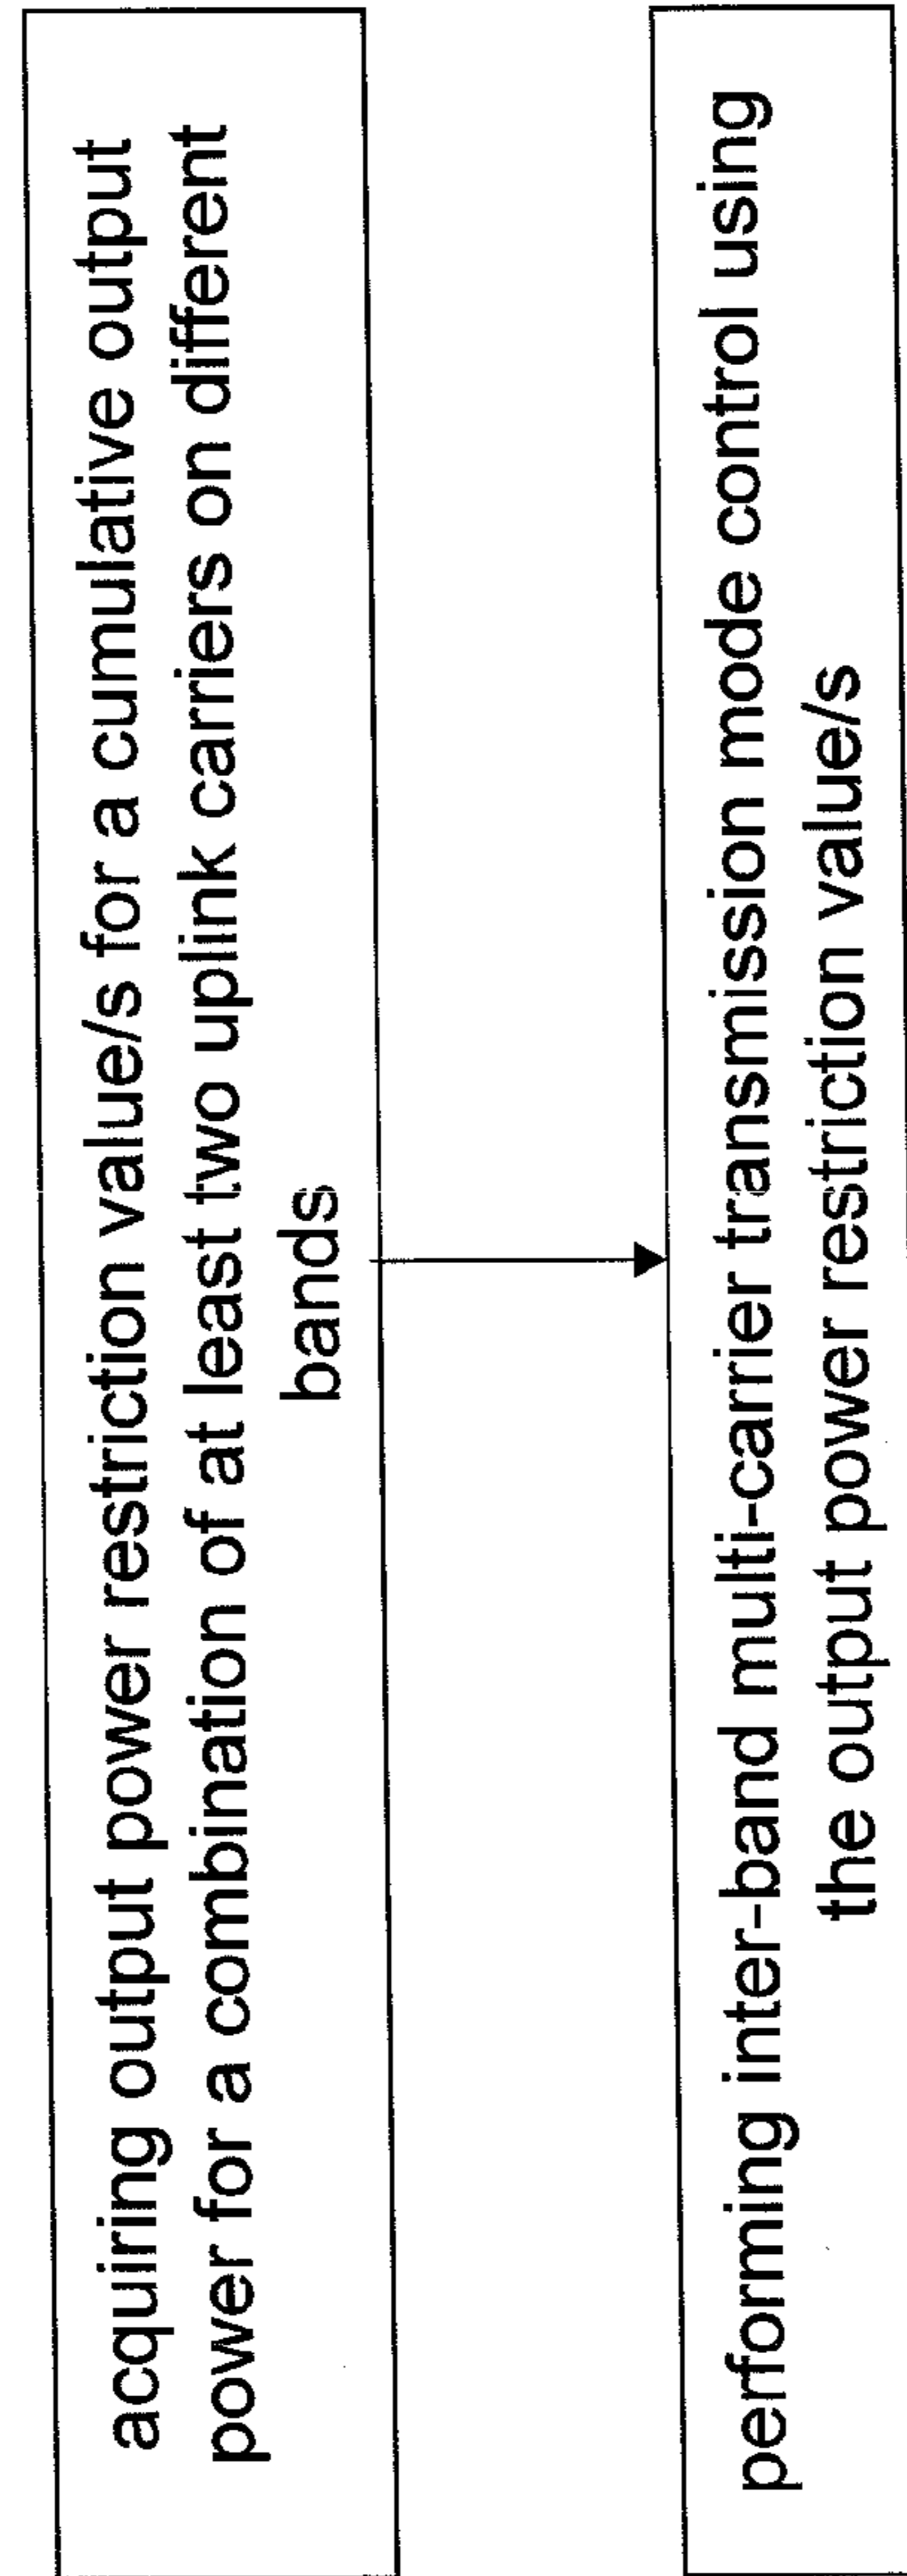 acquiring output power restriction value/s for a cumulative output
power for a combination of at least two uplink carriers on different
bands
performing inter-band multi-carrier transmission mode control using
the output power restriction value/s